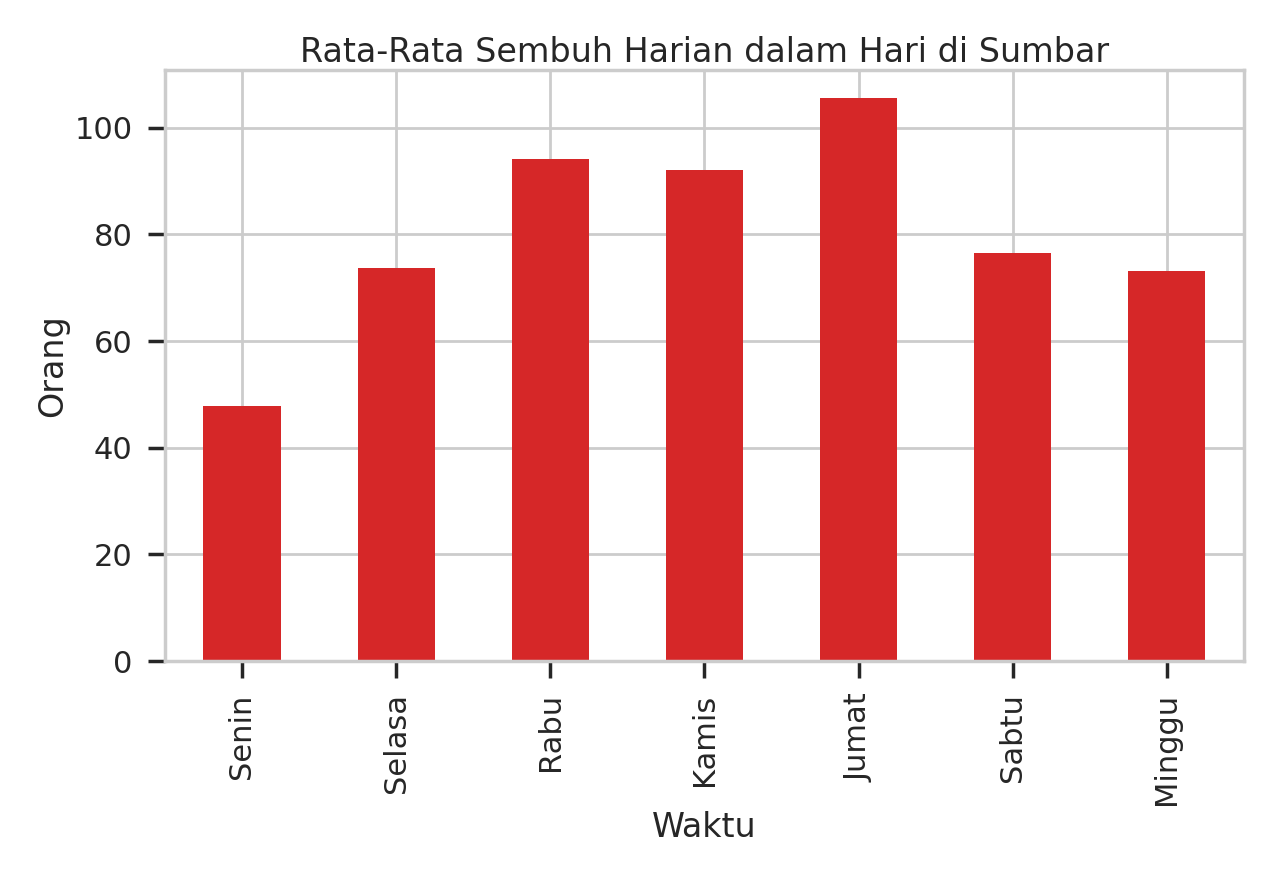 Rata-Rata Sembuh Harian dalam Hari di Sumbar
Orang
100
80
60
40
20
0
Senin
Selasa
Rabu
Kamis
Jumat
Sabtu
Minggu
Waktu